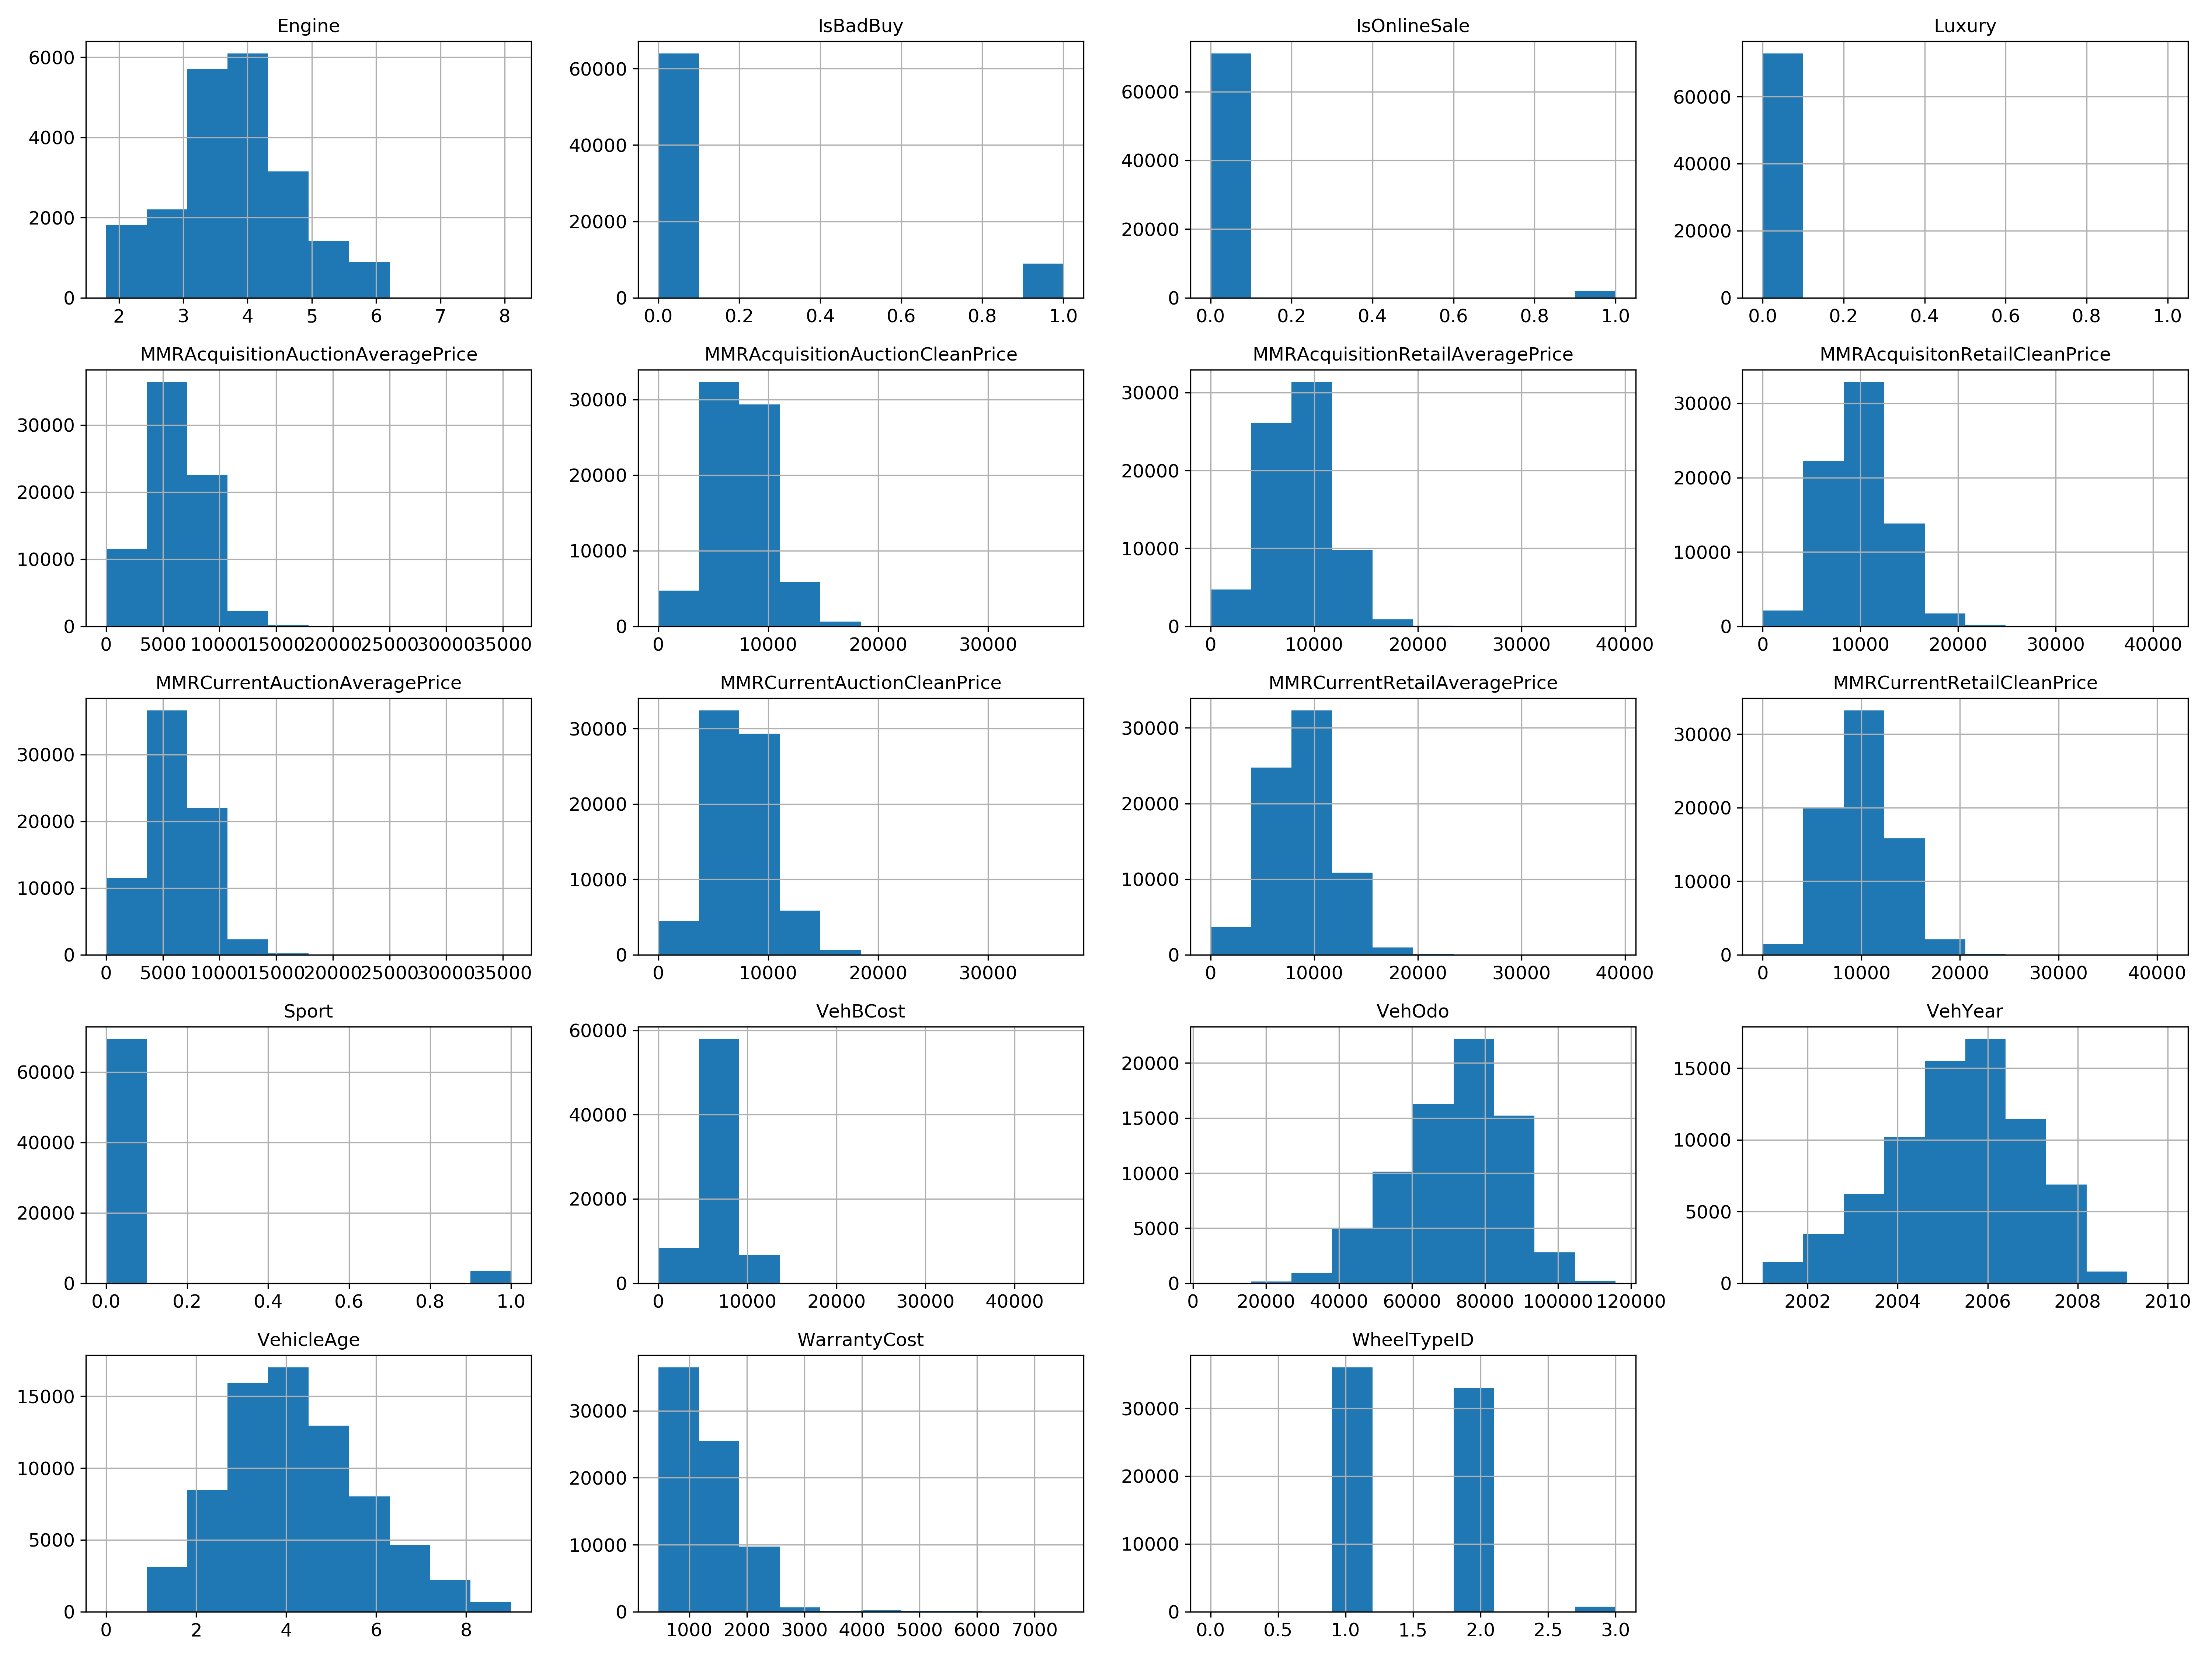 Engine IsBadBuy IsOnlineSale Luxury
6000 4000 2000 0
2 3 4 5 6 7 8
60000 40000 20000 0
0.0 0.2 0.4 0.6 0.8 1.0
60000 40000 20000 0
0.0 0.2 0.4 0.6 0.8 1.0
60000 40000 20000 0
0.0 0.2 0.4 0.6 0.8 1.0
MMRAcquisitionAuctionAveragePrice MMRAcquisitionAuctionCleanPrice MMRAcquisitionRetailAveragePrice MMRAcquisitonRetailCleanPrice
30000 20000 10000 0
0 5000 10000 15000 20000 25000 30000 35000
30000 20000 10000 0
0 10000 20000 30000
30000 20000 10000 0
0 10000 20000 30000 40000
30000 20000 10000 0
0 10000 20000 30000 40000
MMRCurrentAuctionAveragePrice MMRCurrentAuctionCleanPrice MMRCurrentRetailAveragePrice MMRCurrentRetailCleanPrice
30000 20000 10000 0
0 5000 10000 15000 20000 25000 30000 35000
30000 20000 10000 0
0 10000 20000 30000
30000 20000 10000 0
0 10000 20000 30000 40000
30000 20000 10000 0
0 10000 20000 30000 40000
Sport VehBCost VehOdo VehYear
60000 40000 20000 0
0.0 0.2 0.4 0.6 0.8 1.0
60000 40000 20000 0
0 10000 20000 30000 40000
20000 15000 10000 5000 0
0 20000 40000 60000 80000 100000 120000
15000 10000 5000 0
2002 2004 2006 2008 2010
VehicleAge WarrantyCost WheelTypeID
15000 10000 5000 0
0 2 4 6 8
30000 20000 10000 0
1000 2000 3000 4000 5000 6000 7000
30000 20000 10000 0
0.0 0.5 1.0 1.5 2.0 2.5 3.0